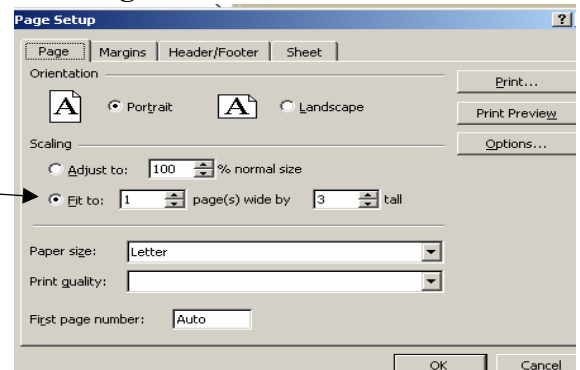 Page Setup ?
Page Margins Header/Footer Sheet
Orientation
Print...
A Portrait A Landscape
Print Preview
Scaling
Options...
Adjust to: 100 % normal size
Fit to: 1 page(s) wide by 3 tall
Paper size: Letter
Print quality:
First page number: Auto
OK Cancel